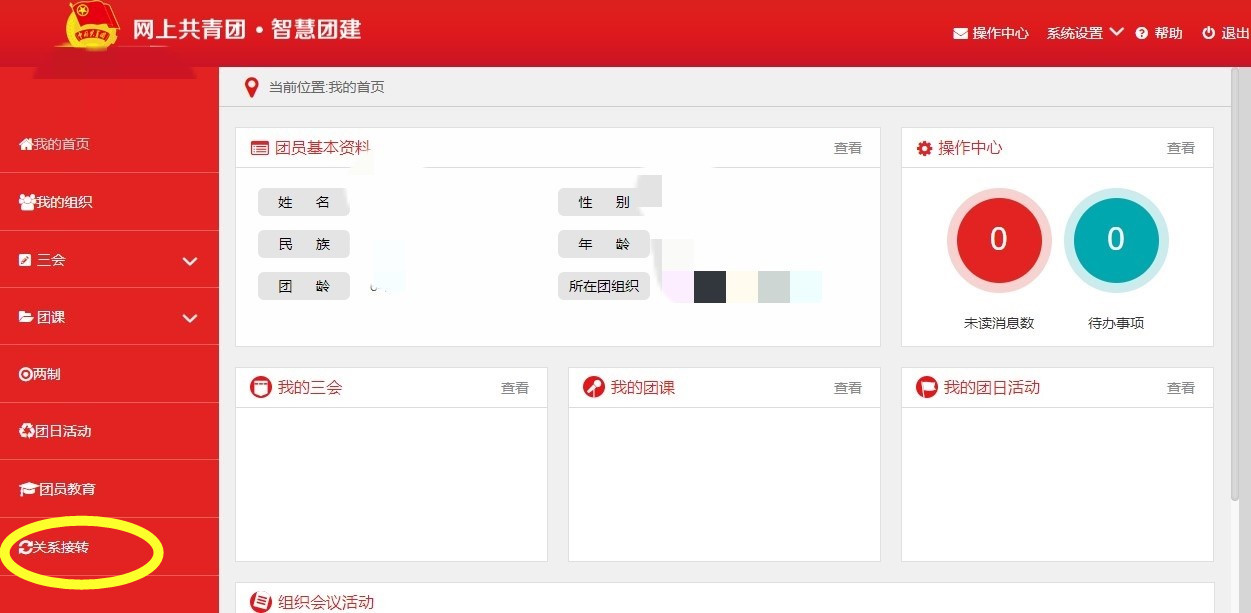 网上共青团·智慧团建
操作中心 系统设置 帮助 退出
当前位置:我的首页
我的首页
我的组织
三会
团课
两制
团日活动
团员教育
关系接转
团员基本资料 查看
姓 名
性 别
民 族
年 龄
团 龄
所在团组织
操作中心 查看
0 0
未读消息数 待办事项
我的三会 查看
我的团课 查看
我的团日活动 查看
组织会议活动